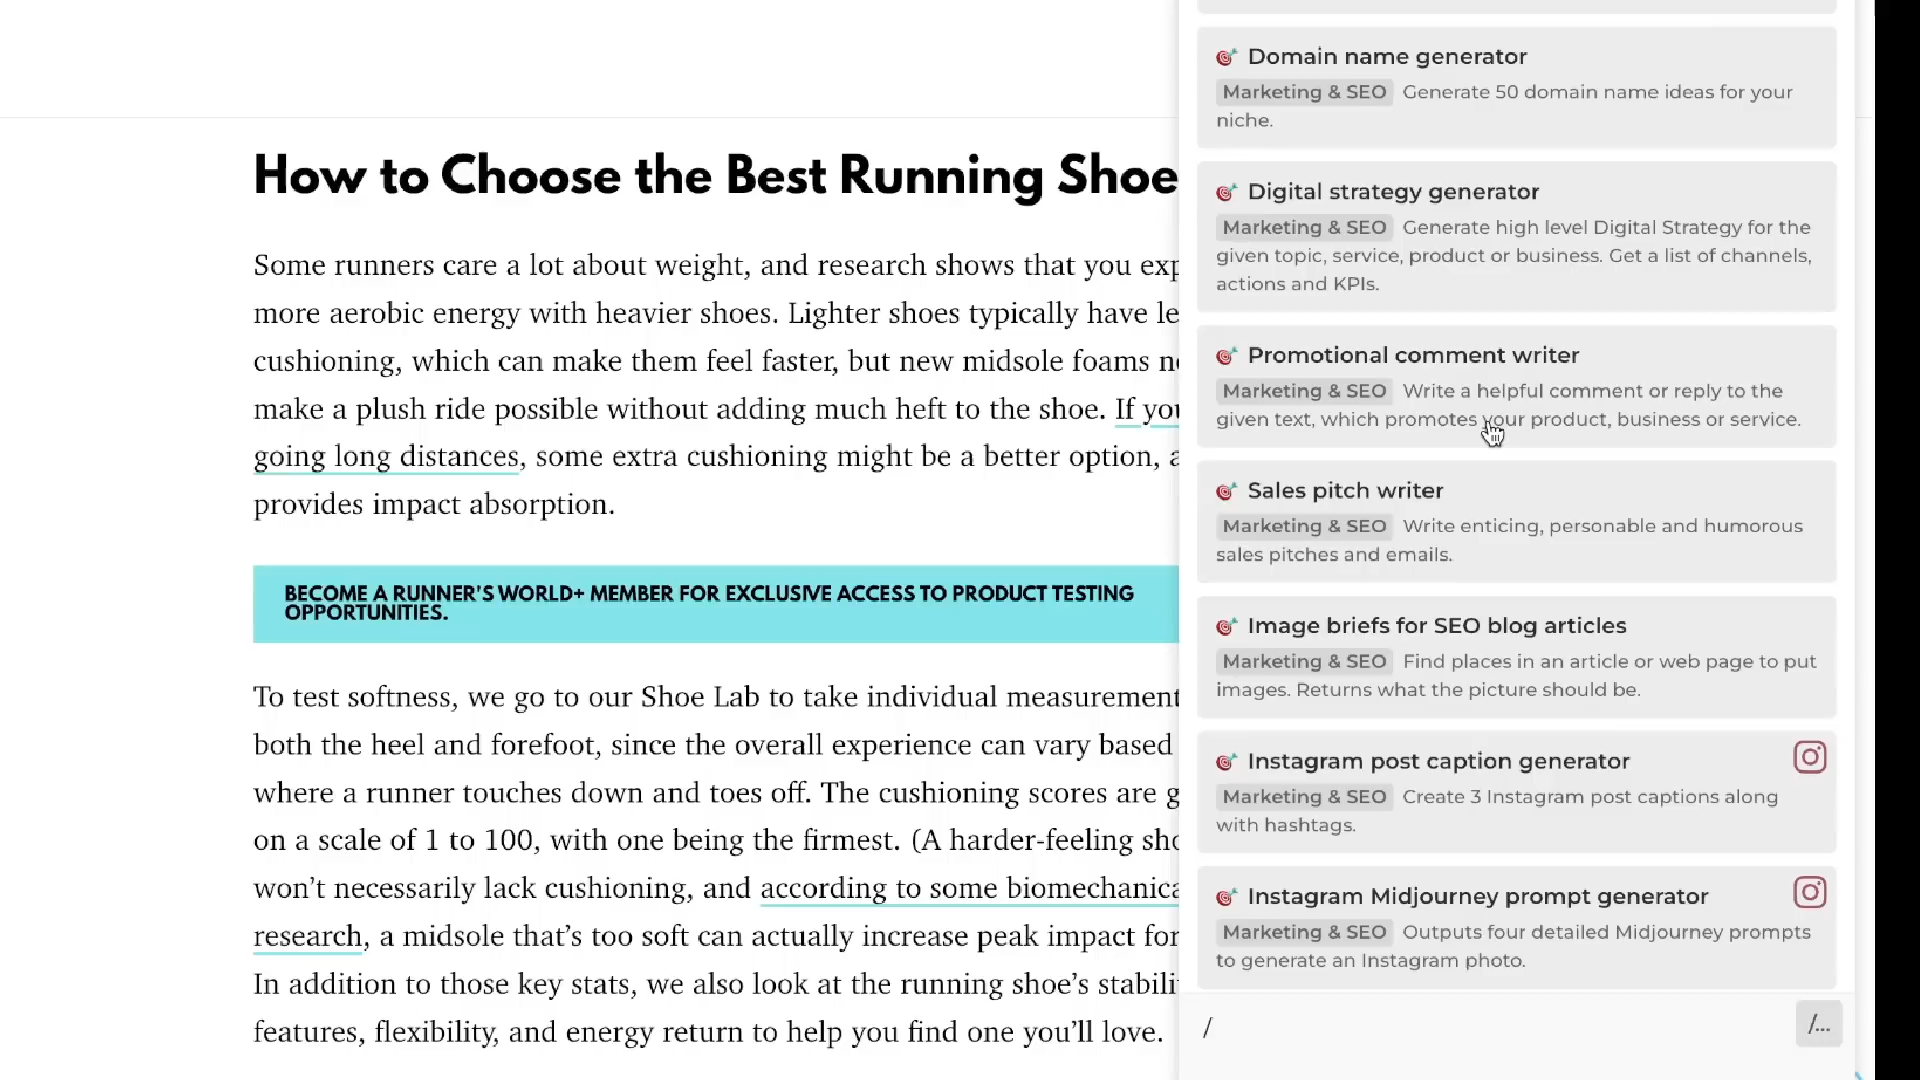 How to Choose the Best Running Shoe
Some runners care a lot about weight, and research shows that you exp
more aerobic energy with heavier shoes. Lighter shoes typically have le
cushioning, which can make them feel faster, but new midsole foams n
make a plush ride possible without adding much heft to the shoe. If you
going long distances, some extra cushioning might be a better option, a
provides impact absorption.
BECOME A RUNNER'S WORLD+ MEMBER FOR EXCLUSIVE ACCESS TO PRODUCT TESTING
OPPORTUNITIES.
To test softness, we go to our Shoe Lab to take individual measurement
both the heel and forefoot, since the overall experience can vary based
where a runner touches down and toes off. The cushioning scores are g
on a scale of 1 to 100, with one being the firmest. (A harder-feeling sho
won’t necessarily lack cushioning, and according to some biomechanica
research, a midsole that’s too soft can actually increase peak impact for
In addition to those key stats, we also look at the running shoe’s stabili
features, flexibility, and energy return to help you find one you’ll love.
Domain name generator
Marketing & SEO Generate 50 domain name ideas for your
niche.
Digital strategy generator
Marketing & SEO Generate high level Digital Strategy for the
given topic, service, product or business. Get a list of channels,
actions and KPIs.
Promotional comment writer
Marketing & SEO Write a helpful comment or reply to the
given text, which promotes your product, business or service.
Sales pitch writer
Marketing & SEO Write enticing, personable and humorous
sales pitches and emails.
Image briefs for SEO blog articles
Marketing & SEO Find places in an article or web page to put
images. Returns what the picture should be.
Instagram post caption generator
Marketing & SEO Create 3 Instagram post captions along
with hashtags.
Instagram Midjourney prompt generator
Marketing & SEO Outputs four detailed Midjourney prompts
to generate an Instagram photo.
/
/...